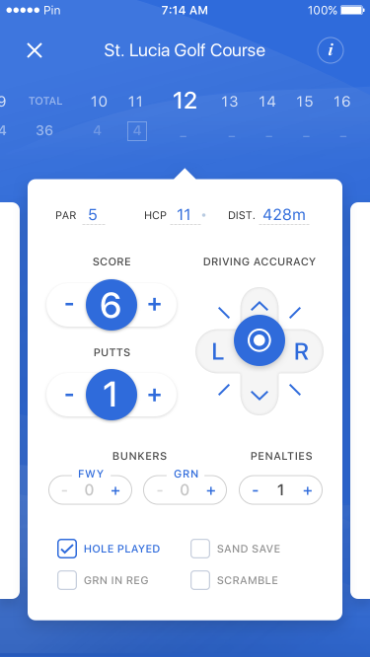 Pin 7:14 AM 100%
St. Lucia Golf Course i
9 TOTAL 10 11 12 13 14 15 16
4 36 4 4 – – – – –
PAR 5 HCP 11 DIST. 428m
SCORE DRIVING ACCURACY
- 6 +
L R
PUTTS
- 1 +
BUNKERS PENALTIES
FWY GRN
- 0 + - 0 + - 1 +
HOLE PLAYED SAND SAVE
GRN IN REG SCRAMBLE